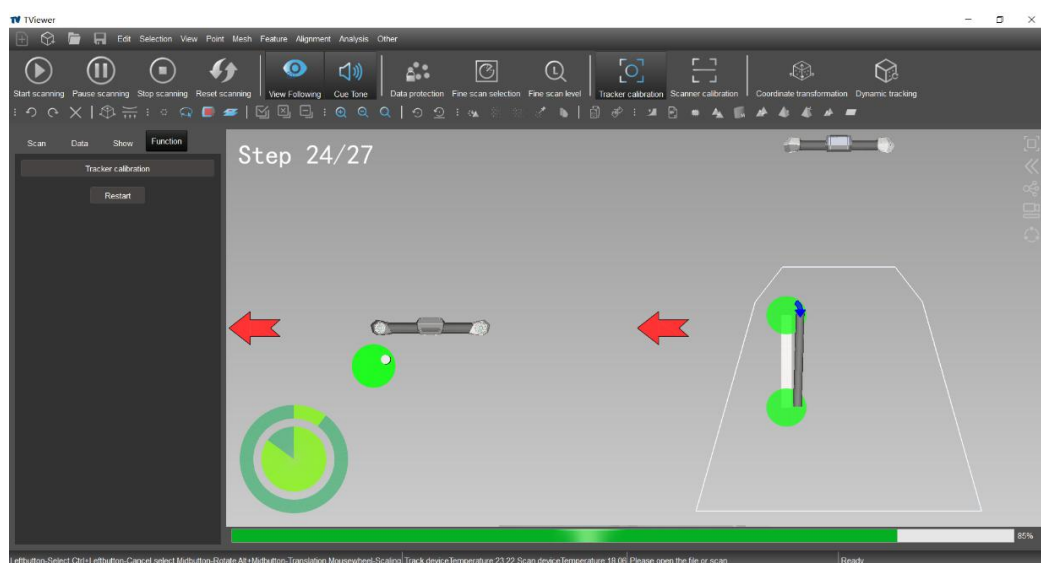 TViewer
Edit Selection View Point Mesh Feature Alignment Analysis Other
Start scanning Pause scanning Stop scanning Reset scanning View Following Cue Tone Data protection Fine scan selection Fine scan level Tracker calibration Scanner calibration Coordinate transformation Dynamic tracking
Scan Data Show Function
Tracker calibration
Restart
Step 24/27
85%
Leftbutton-Select Ctrl+Leftbutton-Cancel select Midbutton-Rotate Alt+Midbutton-Translation Mousewheel-Scaling Track deviceTemperature 23.22 Scan deviceTemperature 18.06 Please open the file or scan Ready